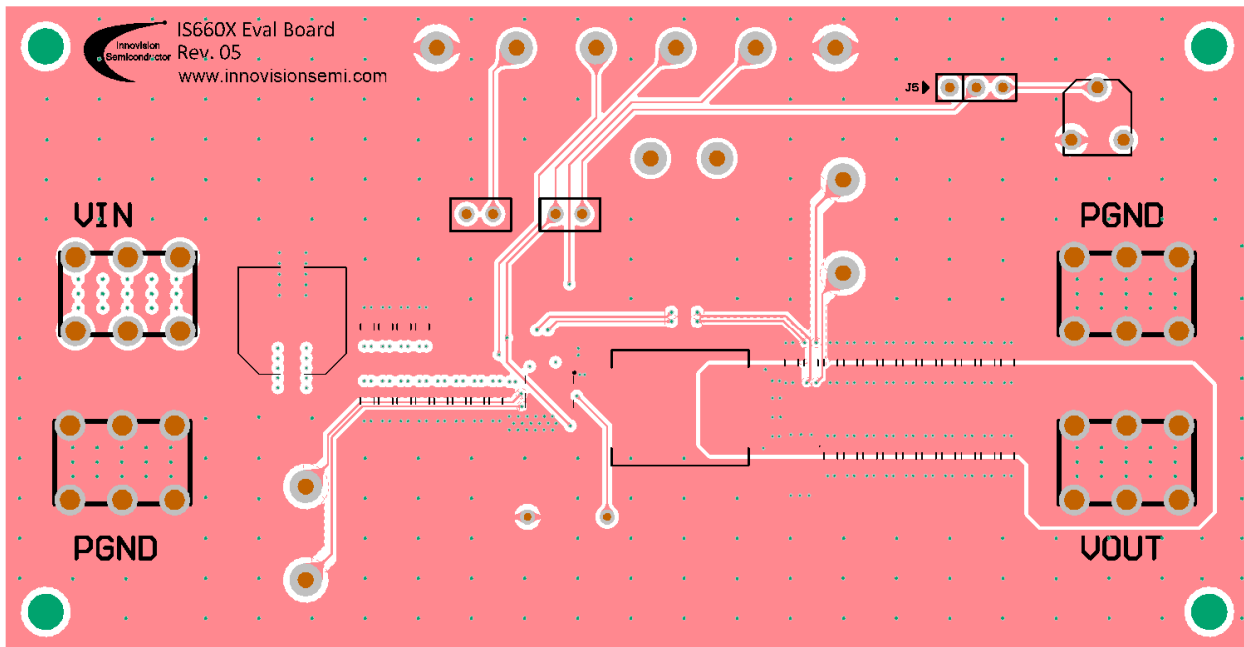 Innovision
Semiconductor
IS660X Eval Board
Rev. 05
www.innovisionsemi.com
J5
VIN
PGND
PGND
VOUT